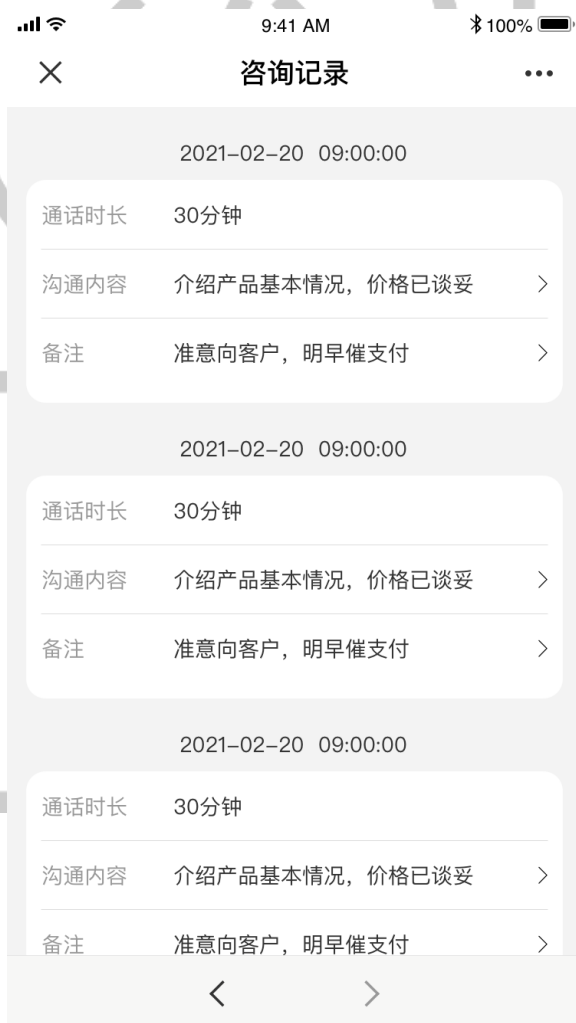 9:41 AM 100%
咨询记录
2021-02-20 09:00:00
通话时长 30分钟
沟通内容 介绍产品基本情况，价格已谈妥
备注 准意向客户，明早催支付
2021-02-20 09:00:00
通话时长 30分钟
沟通内容 介绍产品基本情况，价格已谈妥
备注 准意向客户，明早催支付
2021-02-20 09:00:00
通话时长 30分钟
沟通内容 介绍产品基本情况，价格已谈妥
备注 准意向客户，明早催支付